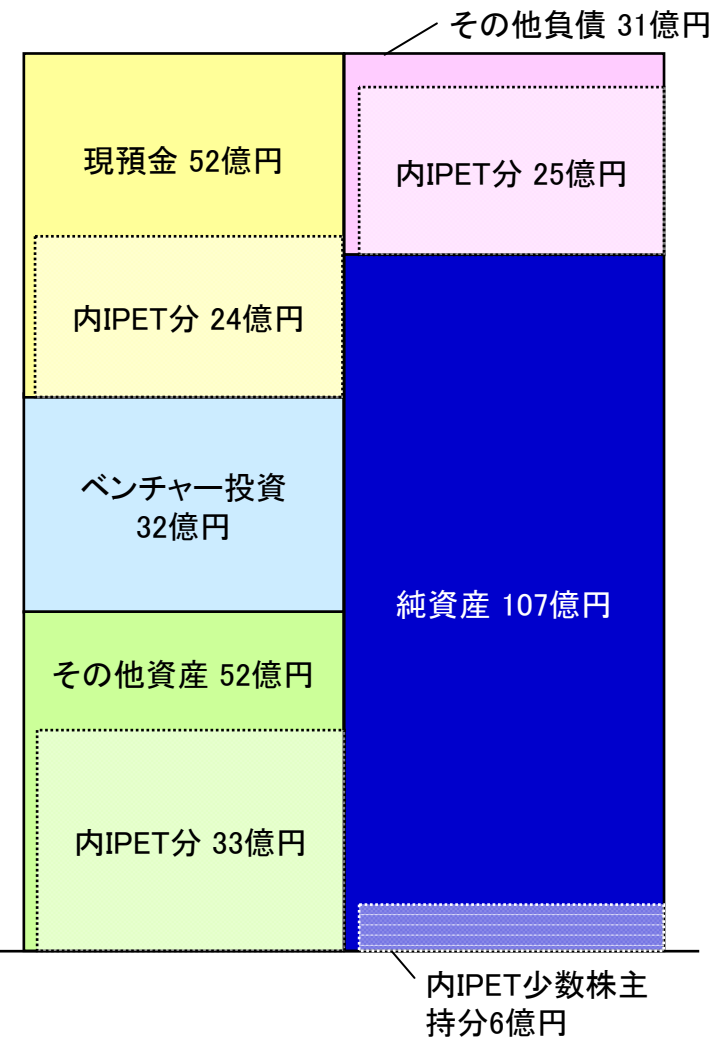 その他負債 31億円
現預金 52億円
内IPET分 25億円
内IPET分 24億円
ベンチャー投資
32億円
純資産 107億円
その他資産 52億円
内IPET分 33億円
内IPET少数株主
持分6億円